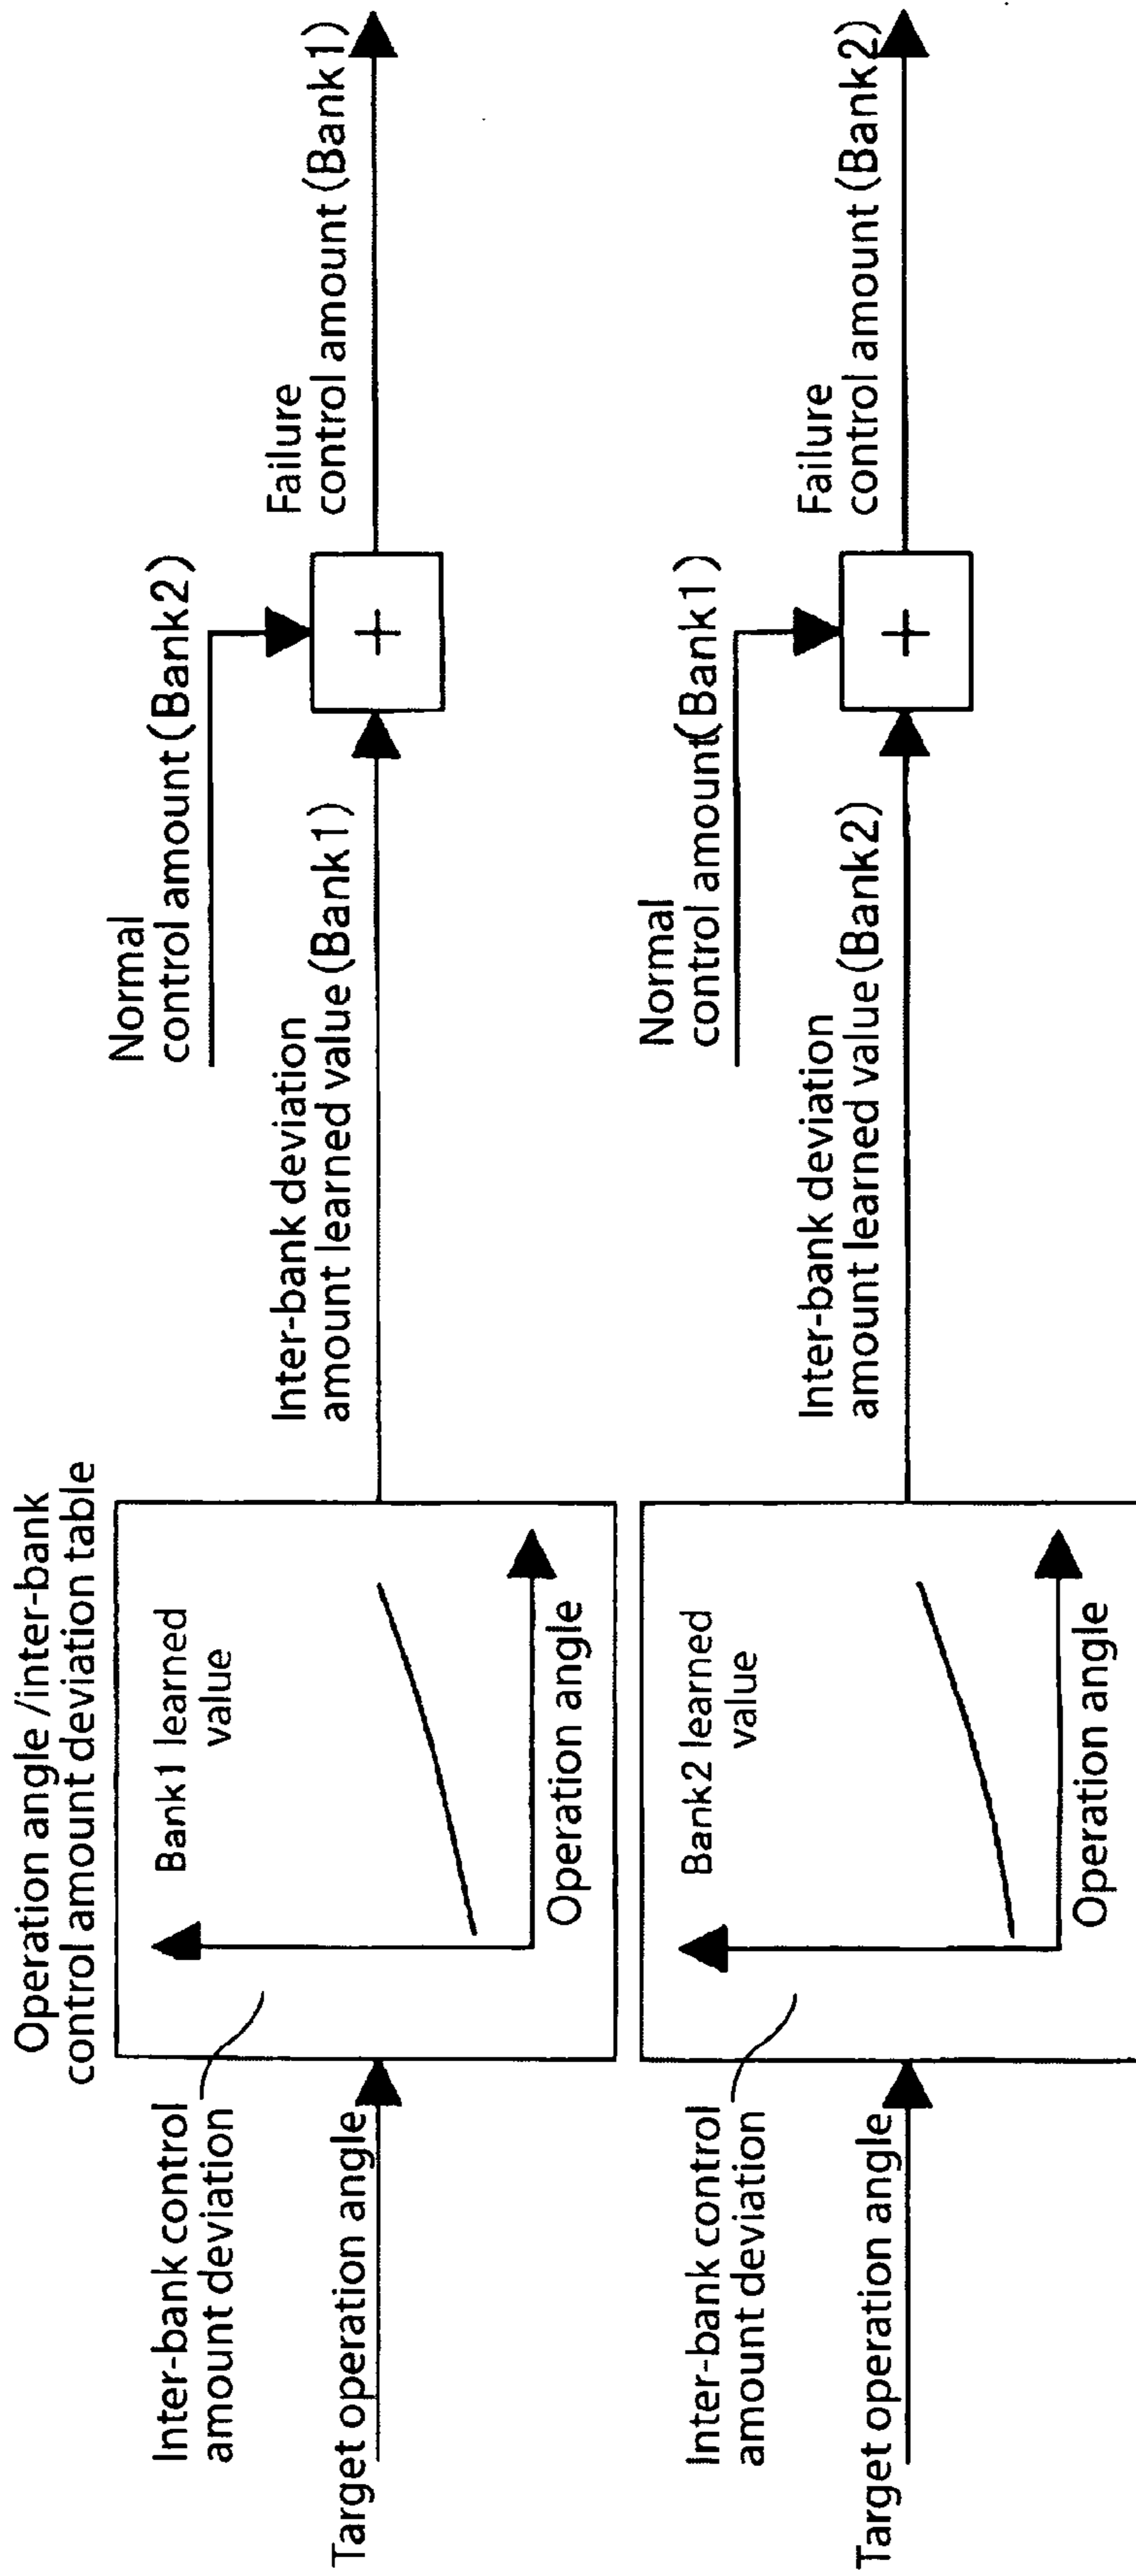 Operation angle /inter-bank
control amount deviation table
Inter-bank control
amount deviation
Target operation angle
Bank1 learned
value
Operation angle
Inter-bank deviation
amount learned value (Bank1)
Normal
control amount (Bank2)
+
Failure
control amount (Bank1)
Inter-bank control
amount deviation
Target operation angle
Bank2 learned
value
Operation angle
Inter-bank deviation
amount learned value (Bank2)
Normal
control amount(Bank1)
+
Failure
control amount (Bank2)